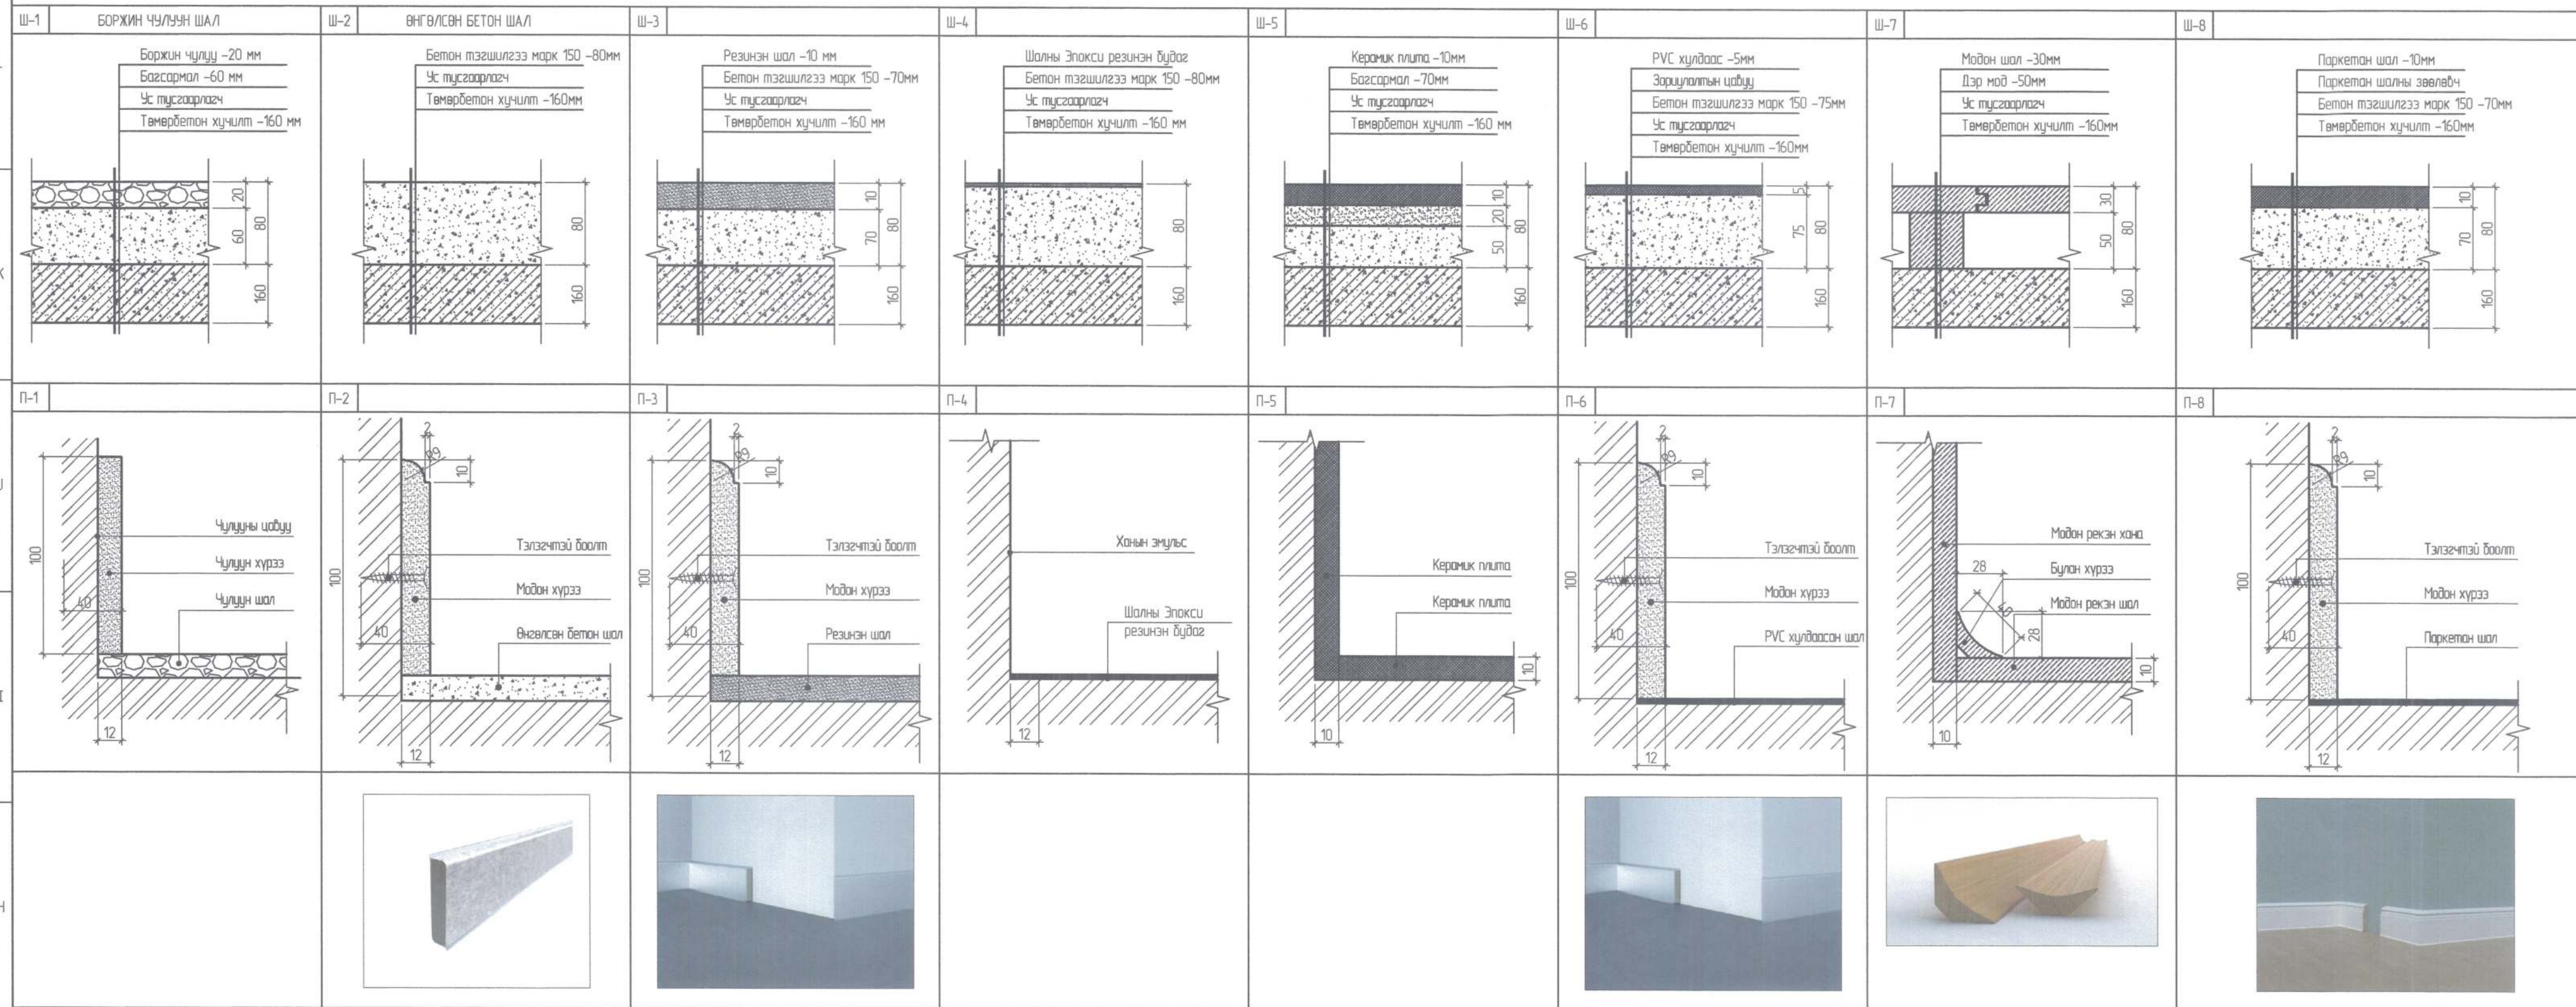 Ш-1 БОРЖИН ЧУЛУУН ШАЛ
Боржин чулуу -20 мм
Багсармал -60 мм
Ус тусгаарлагч
Төмөрбетон хучилт -160 мм
20
60
80
160
Ш-2 ӨНГӨЛСӨН БЕТОН ШАЛ
Бетон тэгшилгээ марк 150 -80мм
Ус тусгаарлагч
Төмөрбетон хучилт -160мм
80
160
Ш-3
Резинэн шал -10 мм
Бетон тэгшилгээ марк 150 -70мм
Ус тусгаарлагч
Төмөрбетон хучилт -160 мм
10
70
80
160
Ш-4
Шалны Эпокси резинэн будаг
Бетон тэгшилгээ марк 150 -80мм
Ус тусгаарлагч
Төмөрбетон хучилт -160 мм
80
160
Ш-5
Керамик плита -10мм
Багсармал -70мм
Ус тусгаарлагч
Төмөрбетон хучилт -160 мм
10
20
50
80
160
Ш-6
PVC хулдаас -5мм
Зориулалтын цавуу
Бетон тэгшилгээ марк 150 -75мм
Ус тусгаарлагч
Төмөрбетон хучилт -160мм
5
75
80
160
Ш-7
Модон шал -30мм
Дэр мод -50мм
Ус тусгаарлагч
Төмөрбетон хучилт -160мм
30
50
80
160
Ш-8
Паркетан шал -10мм
Паркетан шалны зөөлөвч
Бетон тэгшилгээ марк 150 -70мм
Төмөрбетон хучилт -160мм
10
70
80
160
П-1
100
40
12
Чулууны цавуу
Чулуун хүрээ
Чулуун шал
П-2
2
R9
10
100
40
12
Тэлэгчтэй боолт
Модон хүрээ
Өнгөлсөн бетон шал
П-3
2
R9
10
100
40
12
Тэлэгчтэй боолт
Модон хүрээ
Резинэн шал
П-4
Ханын эмульс
Шалны Эпокси
резинэн будаг
12
П-5
Керамик плита
Керамик плита
10
10
П-6
2
R9
10
100
40
12
Тэлэгчтэй боолт
Модон хүрээ
PVC хулдаасан шал
П-7
Модон рекэн хана
Булан хүрээ
Модон рекэн шал
28
40
28
10
10
П-8
2
R9
10
100
40
12
Тэлэгчтэй боолт
Модон хүрээ
Паркетан шал